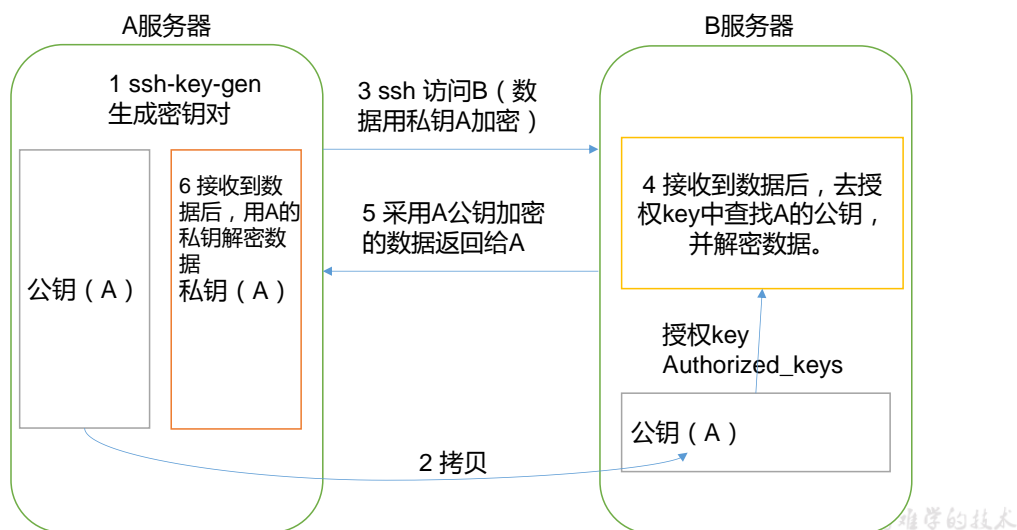 A服务器
B服务器
1 ssh-key-gen
生成密钥对
3 ssh 访问B（数
据用私钥A加密）
6 接收到数
据后，用A的
私钥解密数
据
私钥（A）
公钥（A）
5 采用A公钥加密
的数据返回给A
4 接收到数据后，去授
权key中查找A的公钥，
并解密数据。
授权key
Authorized_keys
公钥（A）
2 拷贝
难学的技术